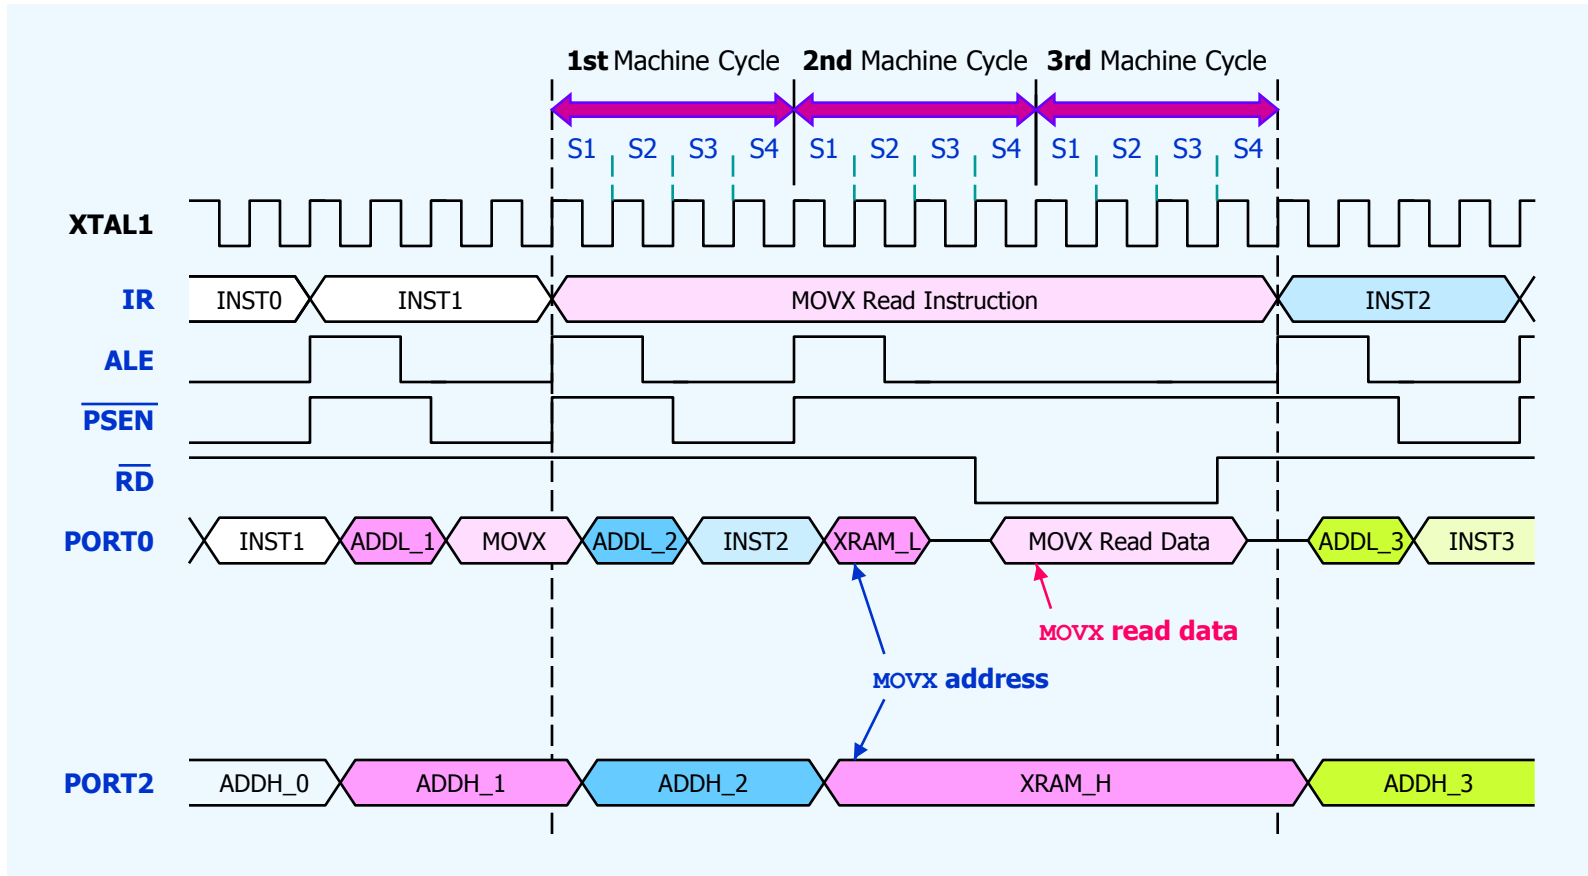 1st Machine Cycle 2nd Machine Cycle 3rd Machine Cycle
S1 S2 S3 S4 S1 S2 S3 S4 S1 S2 S3 S4
XTAL1
IR INST0 INST1 MOVX Read Instruction INST2
ALE
PSEN
RD
PORT0 INST1 ADDL_1 MOVX ADDL_2 INST2 XRAM_L MOVX Read Data ADDL_3 INST3
MOVX read data
MOVX address
PORT2 ADDH_0 ADDH_1 ADDH_2 XRAM_H ADDH_3